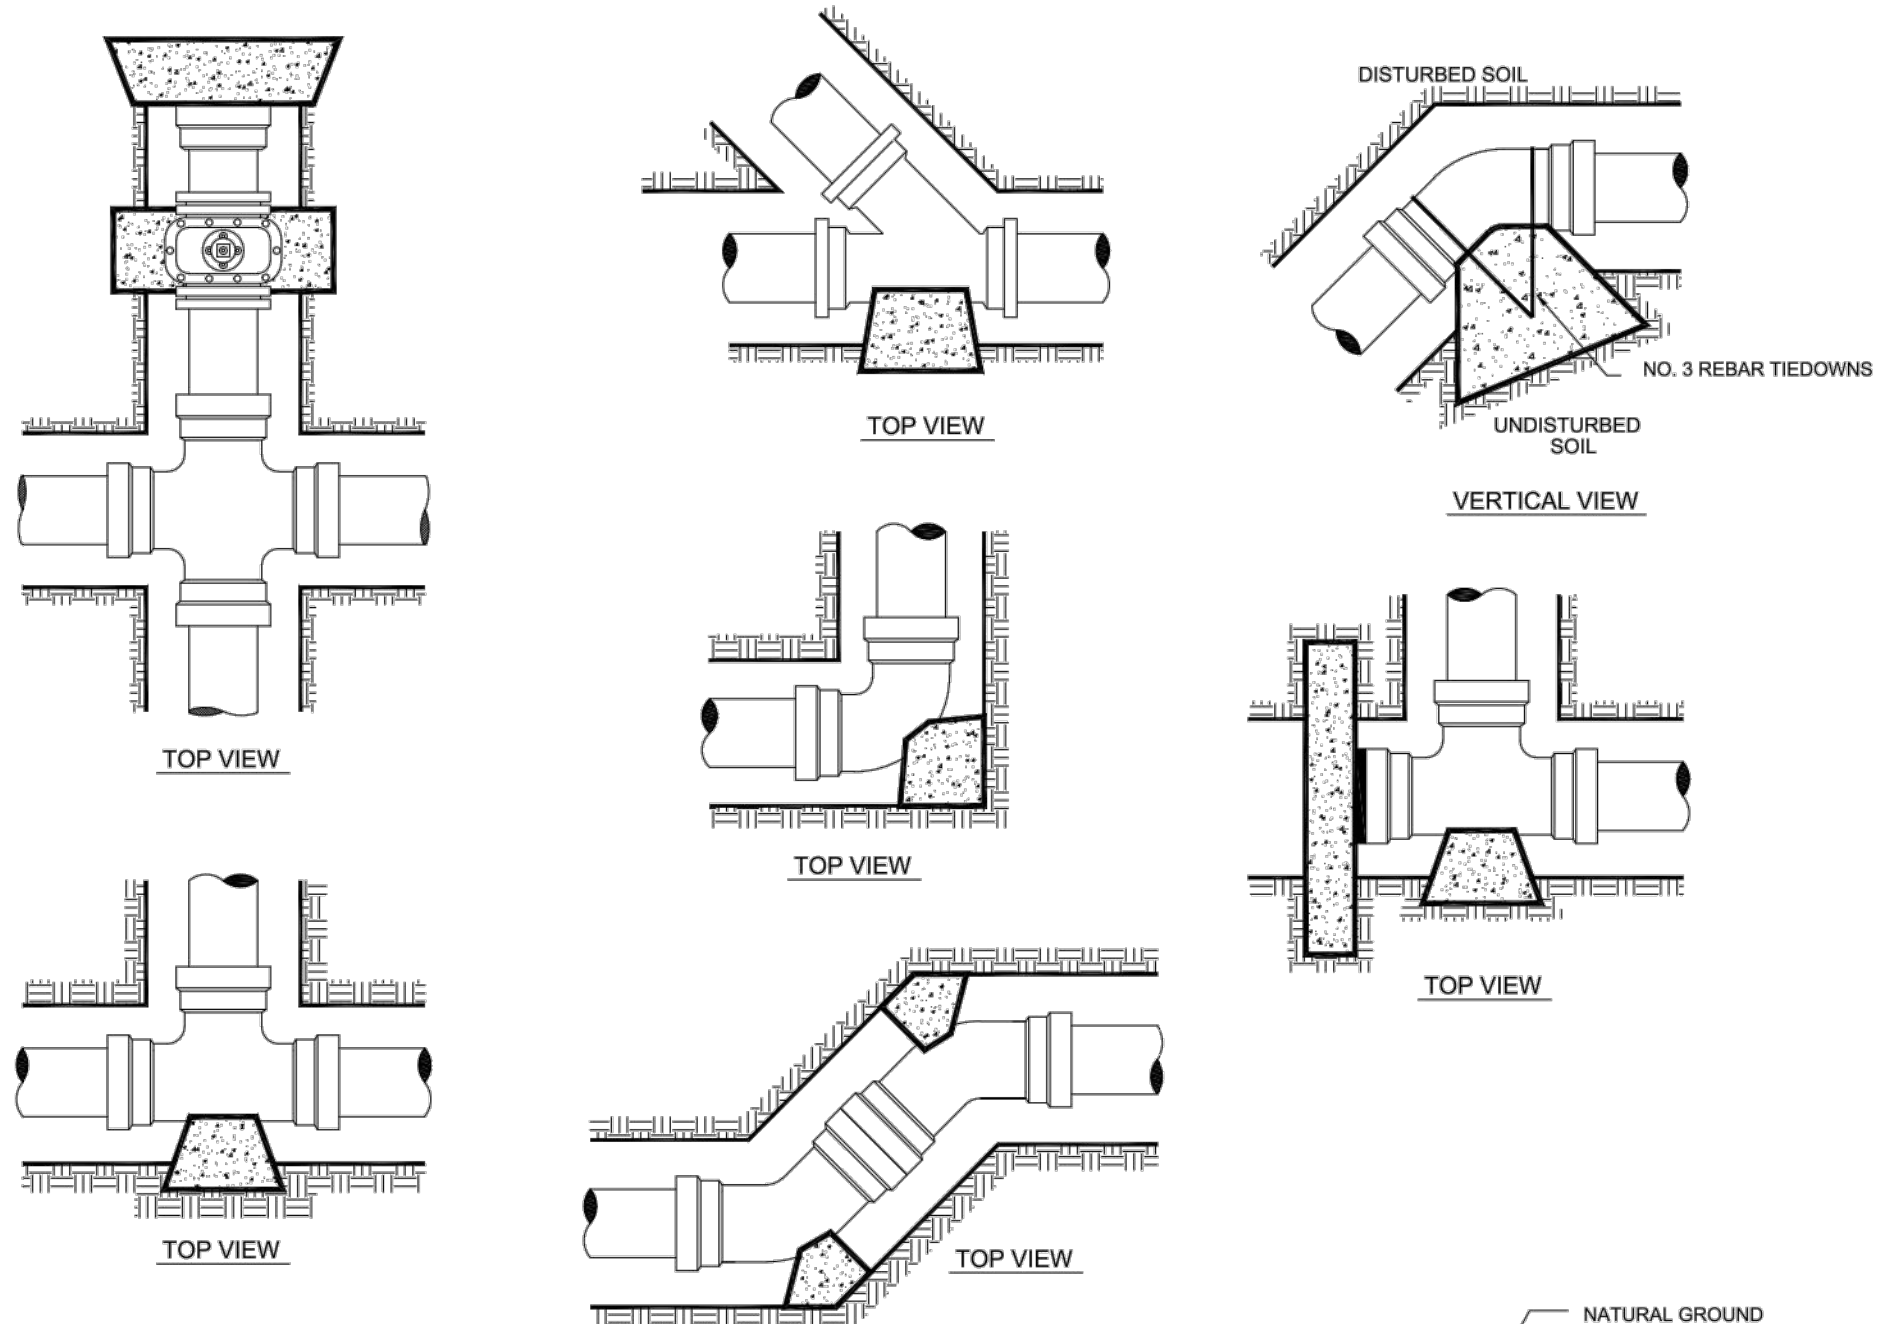 DISTURBED SOIL
NO. 3 REBAR TIEDOWNS
TOP VIEW
UNDISTURBED
SOIL
VERTICAL VIEW
TOP VIEW
TOP VIEW
TOP VIEW
TOP VIEW
TOP VIEW
NATURAL GROUND